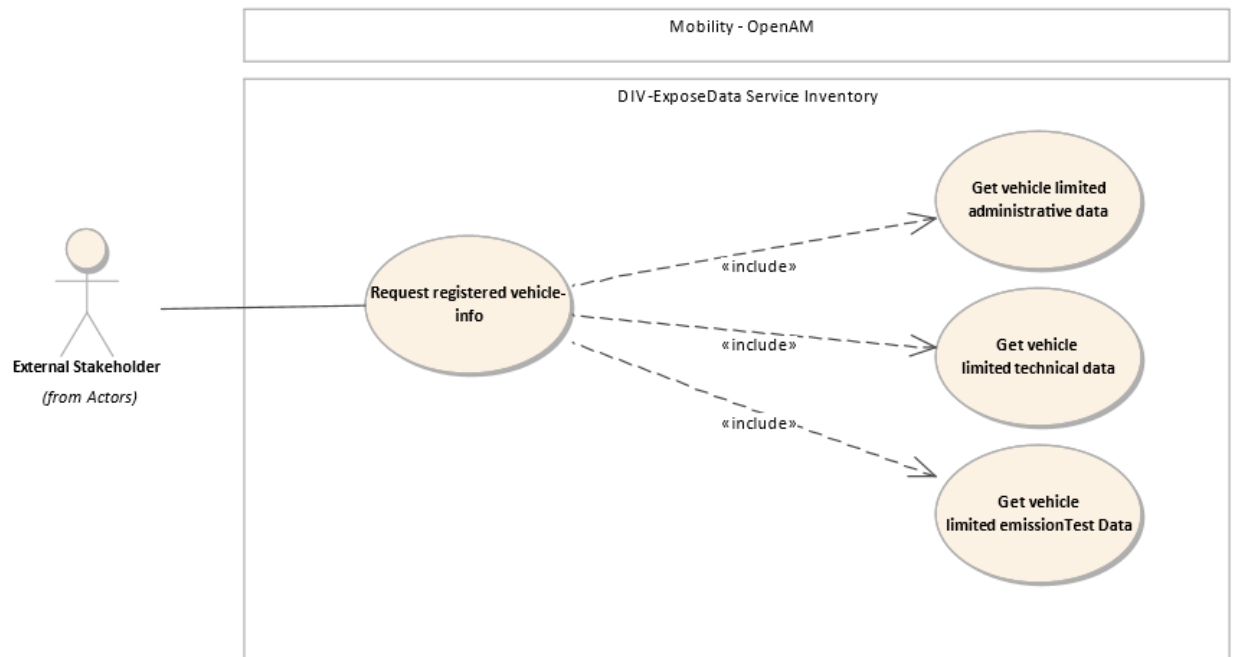 Mobility - OpenAM
DIV-ExposeData Service Inventory
Get vehicle limited
administrative data
«include»
Request registered vehicle-
info
«include»
Get vehicle
limited technical data
External Stakeholder
(from Actors)
«include»
Get vehicle
limited emissionTest Data